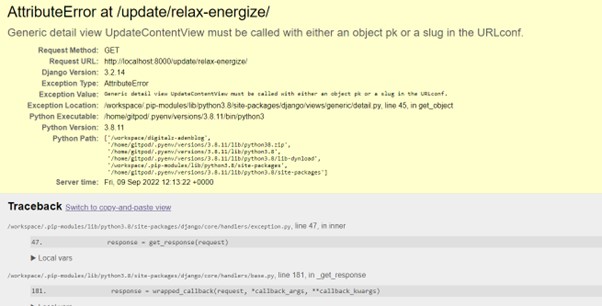 AttributeError at /update/relax-energize/
Generic detail view UpdateContentView must be called with either an object pk or a slug in the URLconf.
Request Method: GET
Request URL: http://localhost:8000/update/relax-energize/
Django Version: 3.2.14
Exception Type: AttributeError
Exception Value: Generic detail view UpdateContentView must be called with either an object pk or a slug in the URLconf.
Exception Location: /workspace/.pip-modules/lib/python3.8/site-packages/django/views/generic/detail.py, line 45, in get_object
Python Executable: /home/gitpod/.pyenv/versions/3.8.11/bin/python3
Python Version: 3.8.11
Python Path: ['/workspace/digitalz-adenblog',
'/home/gitpod/.pyenv/versions/3.8.11/lib/python38.zip',
'/home/gitpod/.pyenv/versions/3.8.11/lib/python3.8',
'/home/gitpod/.pyenv/versions/3.8.11/lib/python3.8/lib-dynload',
'/workspace/.pip-modules/lib/python3.8/site-packages',
'/home/gitpod/.pyenv/versions/3.8.11/lib/python3.8/site-packages']
Server time: Fri, 09 Sep 2022 12:13:22 +0000
Traceback Switch to copy-and-paste view
/workspace/.pip-modules/lib/python3.8/site-packages/django/core/handlers/exception.py, line 47, in inner
47. response = get_response(request)
▶ Local vars
/workspace/.pip-modules/lib/python3.8/site-packages/django/core/handlers/base.py, line 181, in _get_response
181. response = wrapped_callback(request, *callback_args, **callback_kwargs)